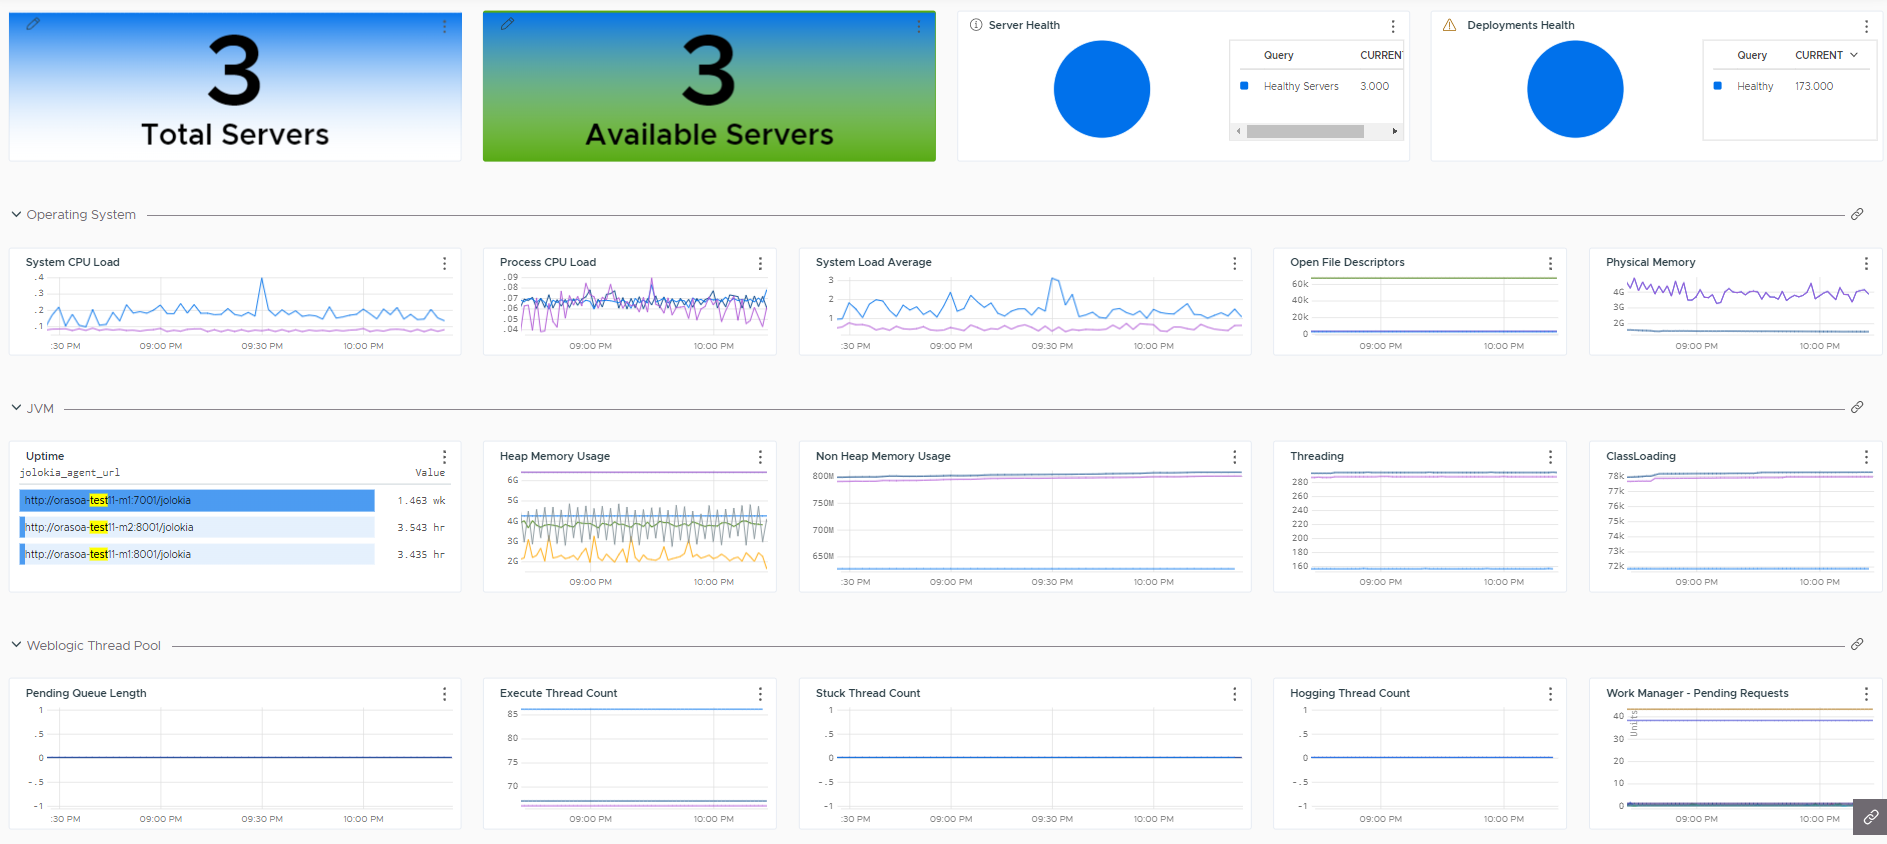 3
Total Servers
3
Available Servers
Server Health
Query CURRENT
Healthy Servers 3.000
Deployments Health
Query CURRENT
Healthy 173.000
Operating System
System CPU Load
.4
.3
.2
.1
:30 PM 09:00 PM 09:30 PM 10:00 PM
Process CPU Load
.09
.08
.07
.06
.05
.04
09:00 PM 10:00 PM
System Load Average
3
2
1
:30 PM 09:00 PM 09:30 PM 10:00 PM
Open File Descriptors
60k
40k
20k
0
09:00 PM 10:00 PM
Physical Memory
4G
3G
2G
09:00 PM 10:00 PM
JVM
Uptime
jolokia_agent_url Value
http://orasoa-test11-m1:7001/jolokia 1.463 wk
http://orasoa-test11-m2:8001/jolokia 3.543 hr
http://orasoa-test11-m1:8001/jolokia 3.435 hr
Heap Memory Usage
6G
5G
4G
3G
2G
09:00 PM 10:00 PM
Non Heap Memory Usage
800M
750M
700M
650M
:30 PM 09:00 PM 09:30 PM 10:00 PM
Threading
280
260
240
220
200
180
160
09:00 PM 10:00 PM
ClassLoading
78k
77k
76k
75k
74k
73k
72k
09:00 PM 10:00 PM
Weblogic Thread Pool
Pending Queue Length
1
.5
0
-.5
-1
:30 PM 09:00 PM 09:30 PM 10:00 PM
Execute Thread Count
85
80
75
70
09:00 PM 10:00 PM
Stuck Thread Count
1
.5
0
-.5
-1
:30 PM 09:00 PM 09:30 PM 10:00 PM
Hogging Thread Count
1
.5
0
-.5
-1
09:00 PM 10:00 PM
Work Manager - Pending Requests
Units
40
30
20
10
0
09:00 PM 10:00 PM